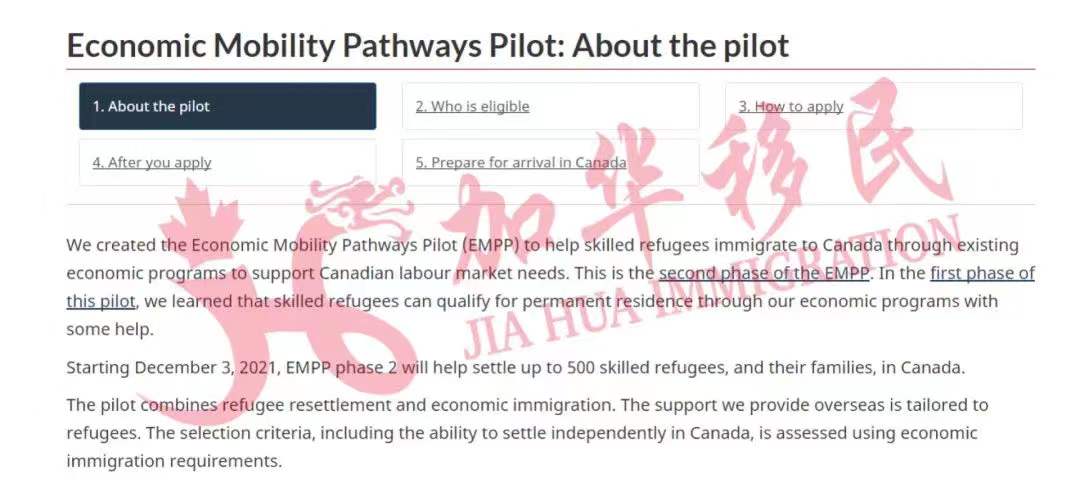 Economic Mobility Pathways Pilot: About the pilot
1. About the pilot
2. Who is eligible
3. How to apply
4. After you apply
5. Prepare for arrival in Canada
加华移民
JIA HUA IMMIGRATION
We created the Economic Mobility Pathways Pilot (EMPP) to help skilled refugees immigrate to Canada through existing
economic programs to support Canadian labour market needs. This is the second phase of the EMPP. In the first phase of
this pilot, we learned that skilled refugees can qualify for permanent residence through our economic programs with
some help.
Starting December 3, 2021, EMPP phase 2 will help settle up to 500 skilled refugees, and their families, in Canada.
The pilot combines refugee resettlement and economic immigration. The support we provide overseas is tailored to
refugees. The selection criteria, including the ability to settle independently in Canada, is assessed using economic
immigration requirements.